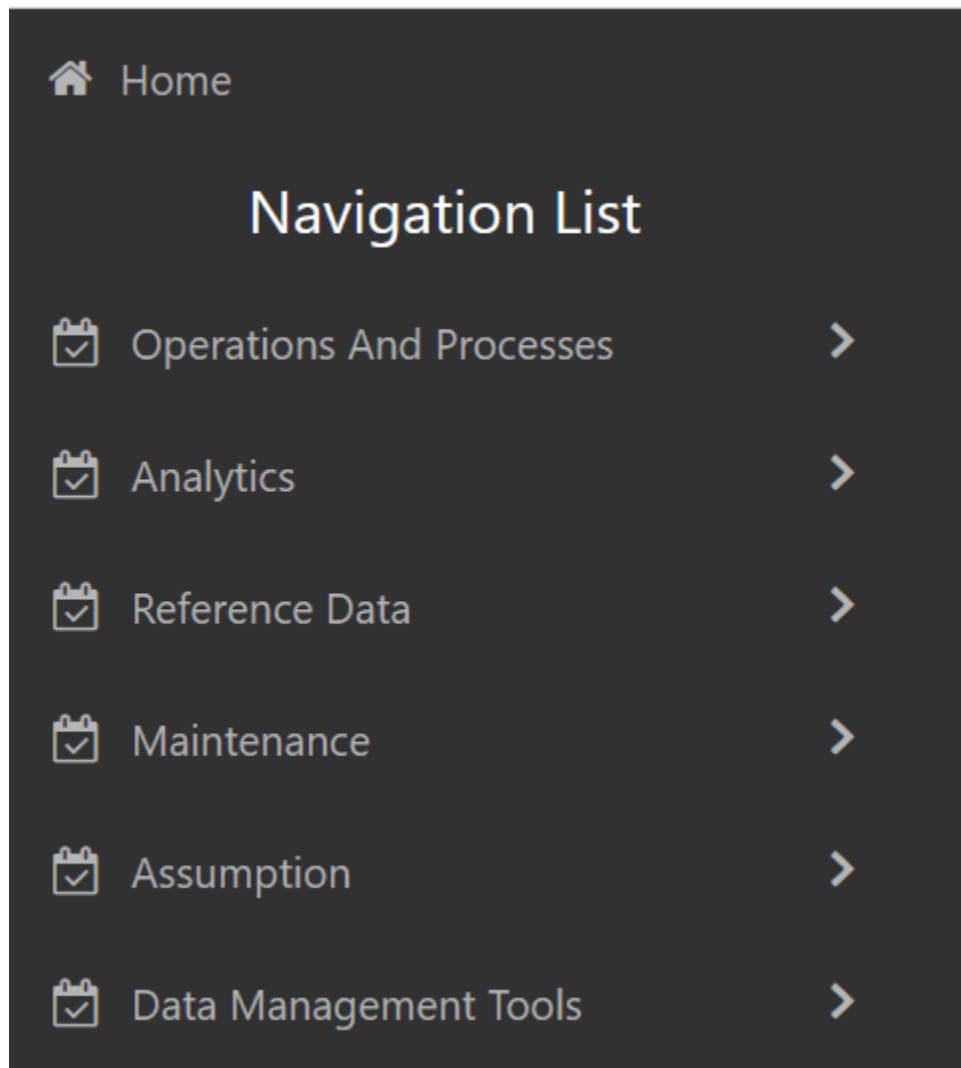 Home
Navigation List
Operations And Processes
Analytics
Reference Data
Maintenance
Assumption
Data Management Tools